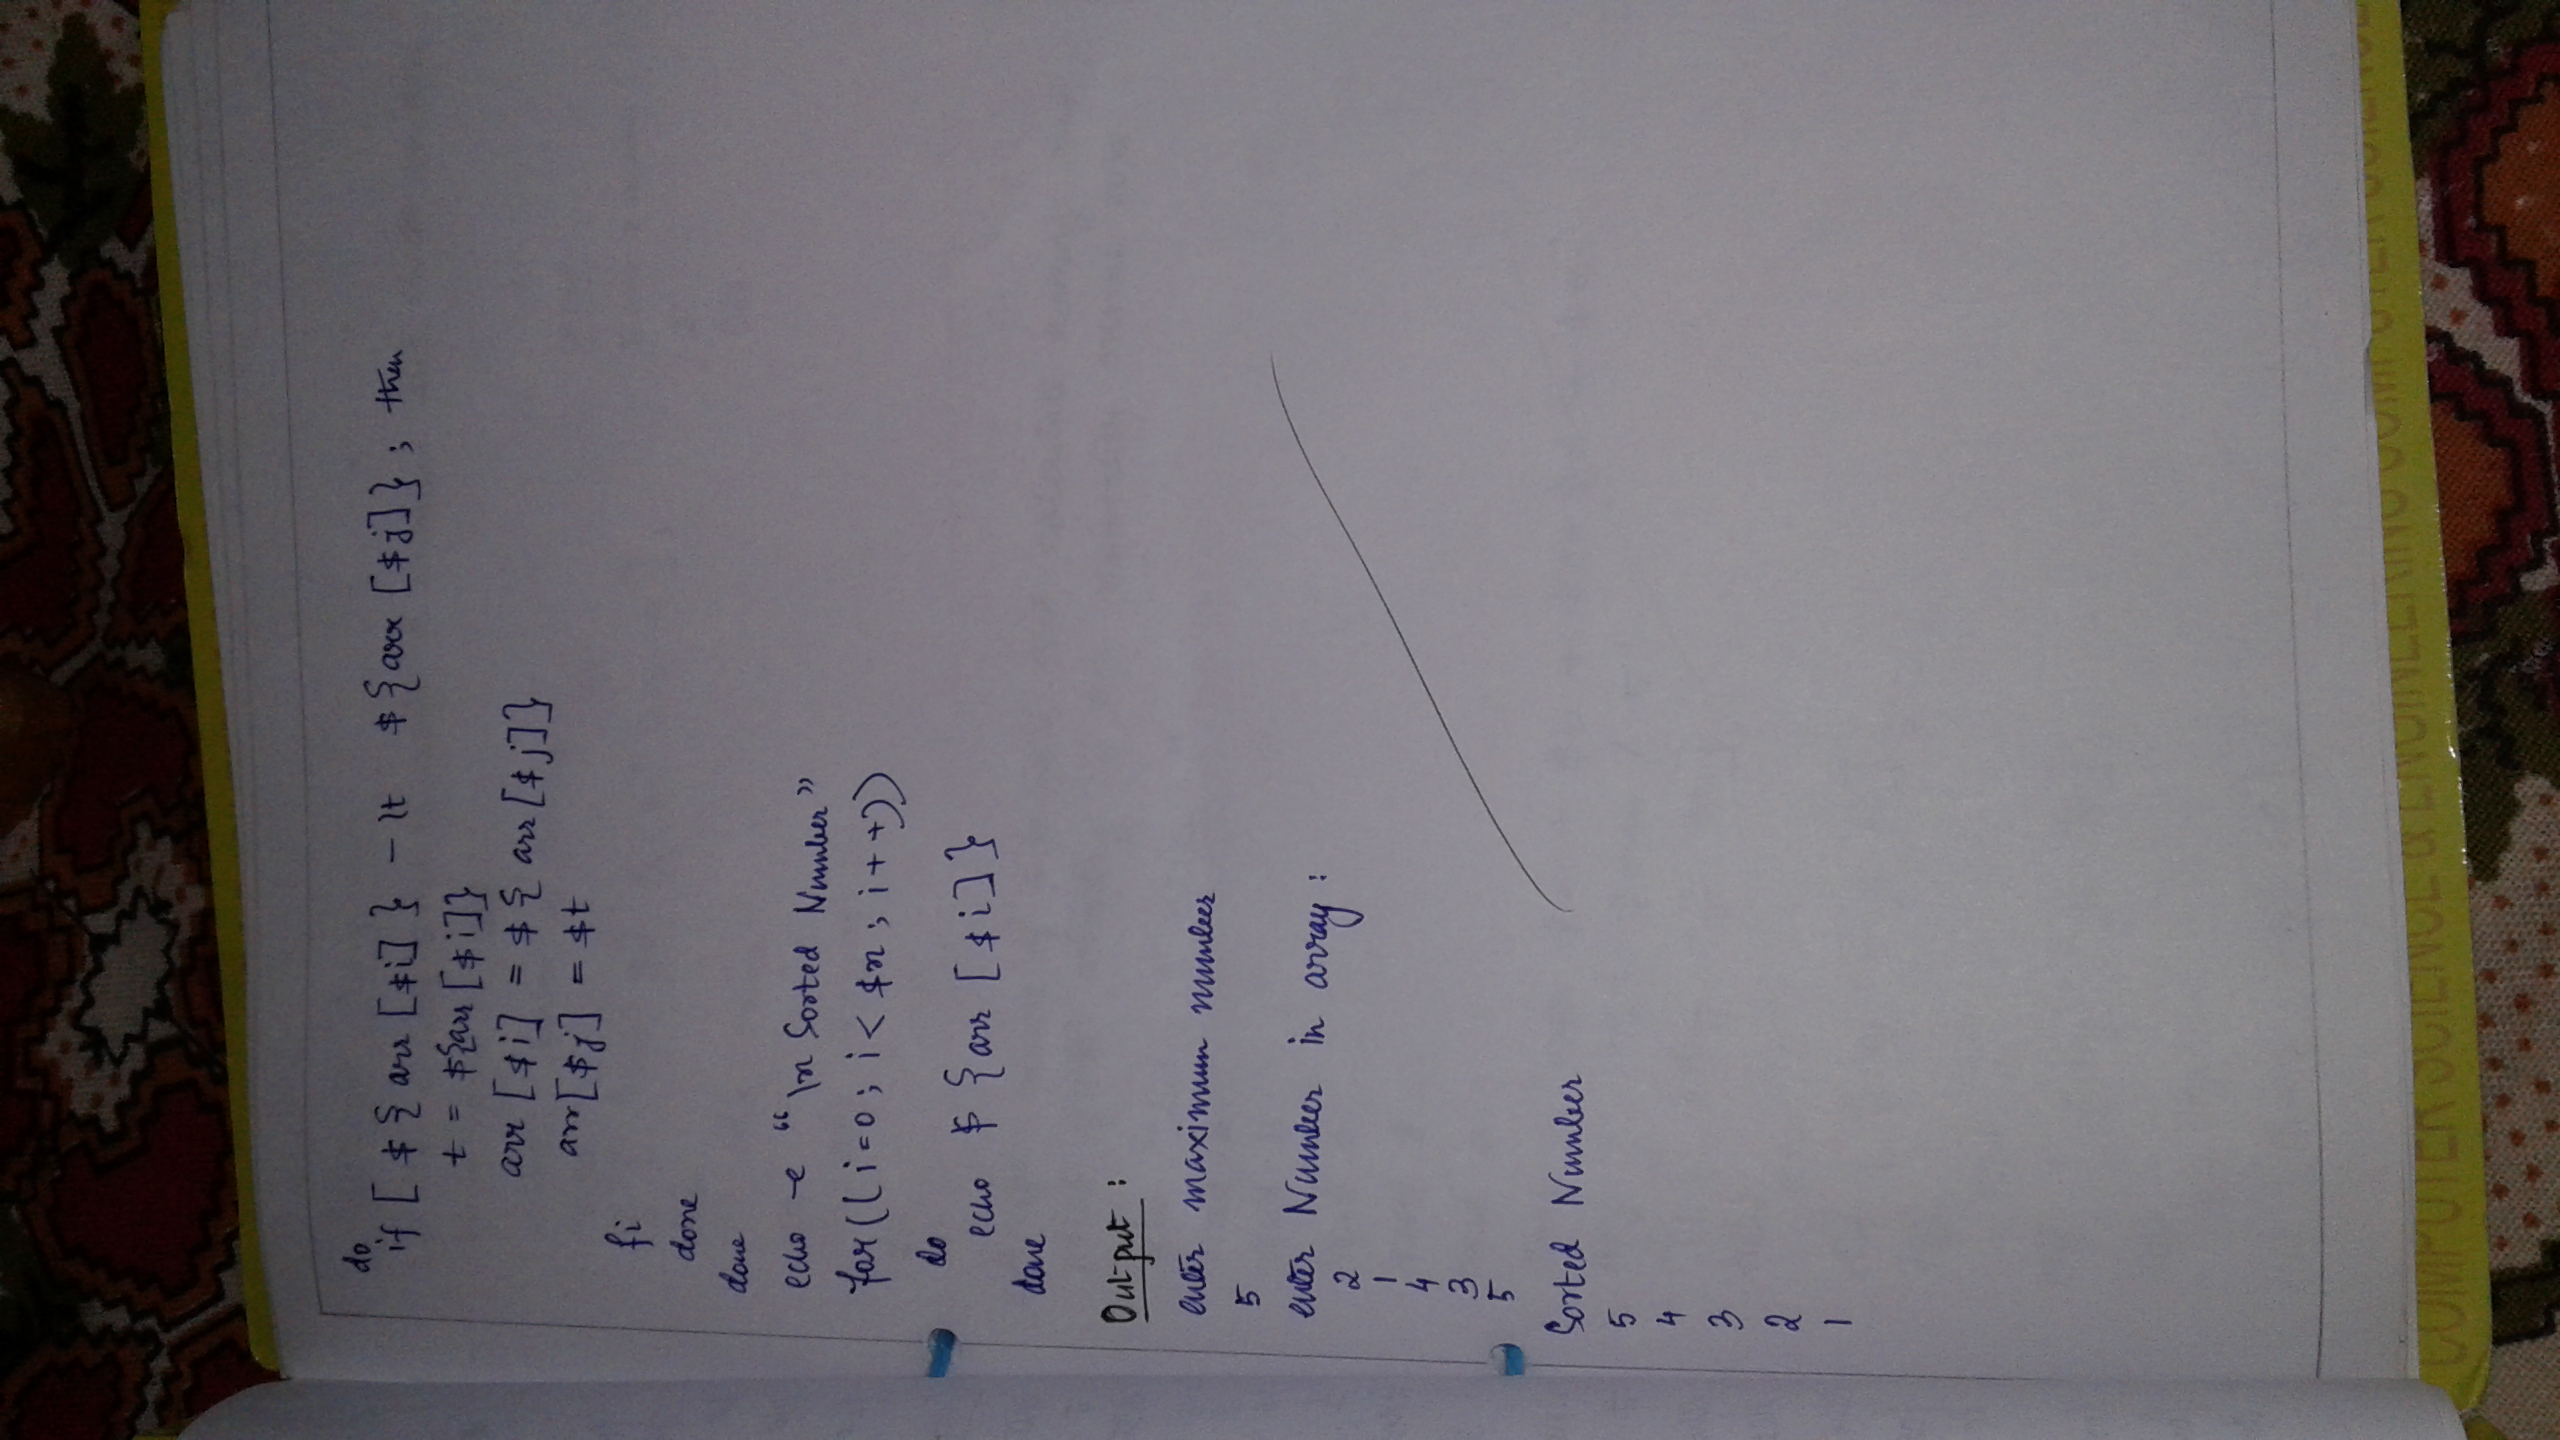 do
if [ ${ arr [$i] } -lt ${arr [$j]} ; then
t = ${arr [$i]}
arr [$i] = ${ arr [$j]}
arr[$j] = $t
fi
done
done
echo -e "\n Sorted Number"
for(( i=0; i< $n; i++))
do
echo $ {arr [$i]}
done
Output :
enter maximum number
5
enter Number in array :
2
1
4
3
5
Sorted Number
5
4
3
2
1
COMPUTER SCIENCE & ENGINEERING COMPUTER SCIENCE